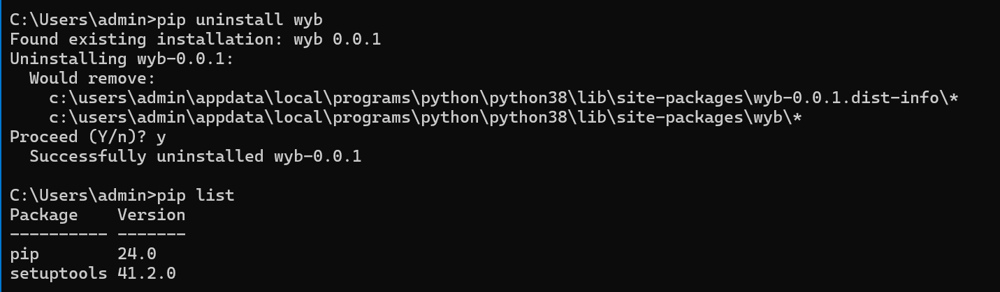 C:\Users\admin>pip uninstall wyb
Found existing installation: wyb 0.0.1
Uninstalling wyb-0.0.1:
  Would remove:
    c:\users\admin\appdata\local\programs\python\python38\lib\site-packages\wyb-0.0.1.dist-info\*
    c:\users\admin\appdata\local\programs\python\python38\lib\site-packages\wyb\*
Proceed (Y/n)? y
  Successfully uninstalled wyb-0.0.1

C:\Users\admin>pip list
Package    Version
---------- -------
pip        24.0
setuptools 41.2.0